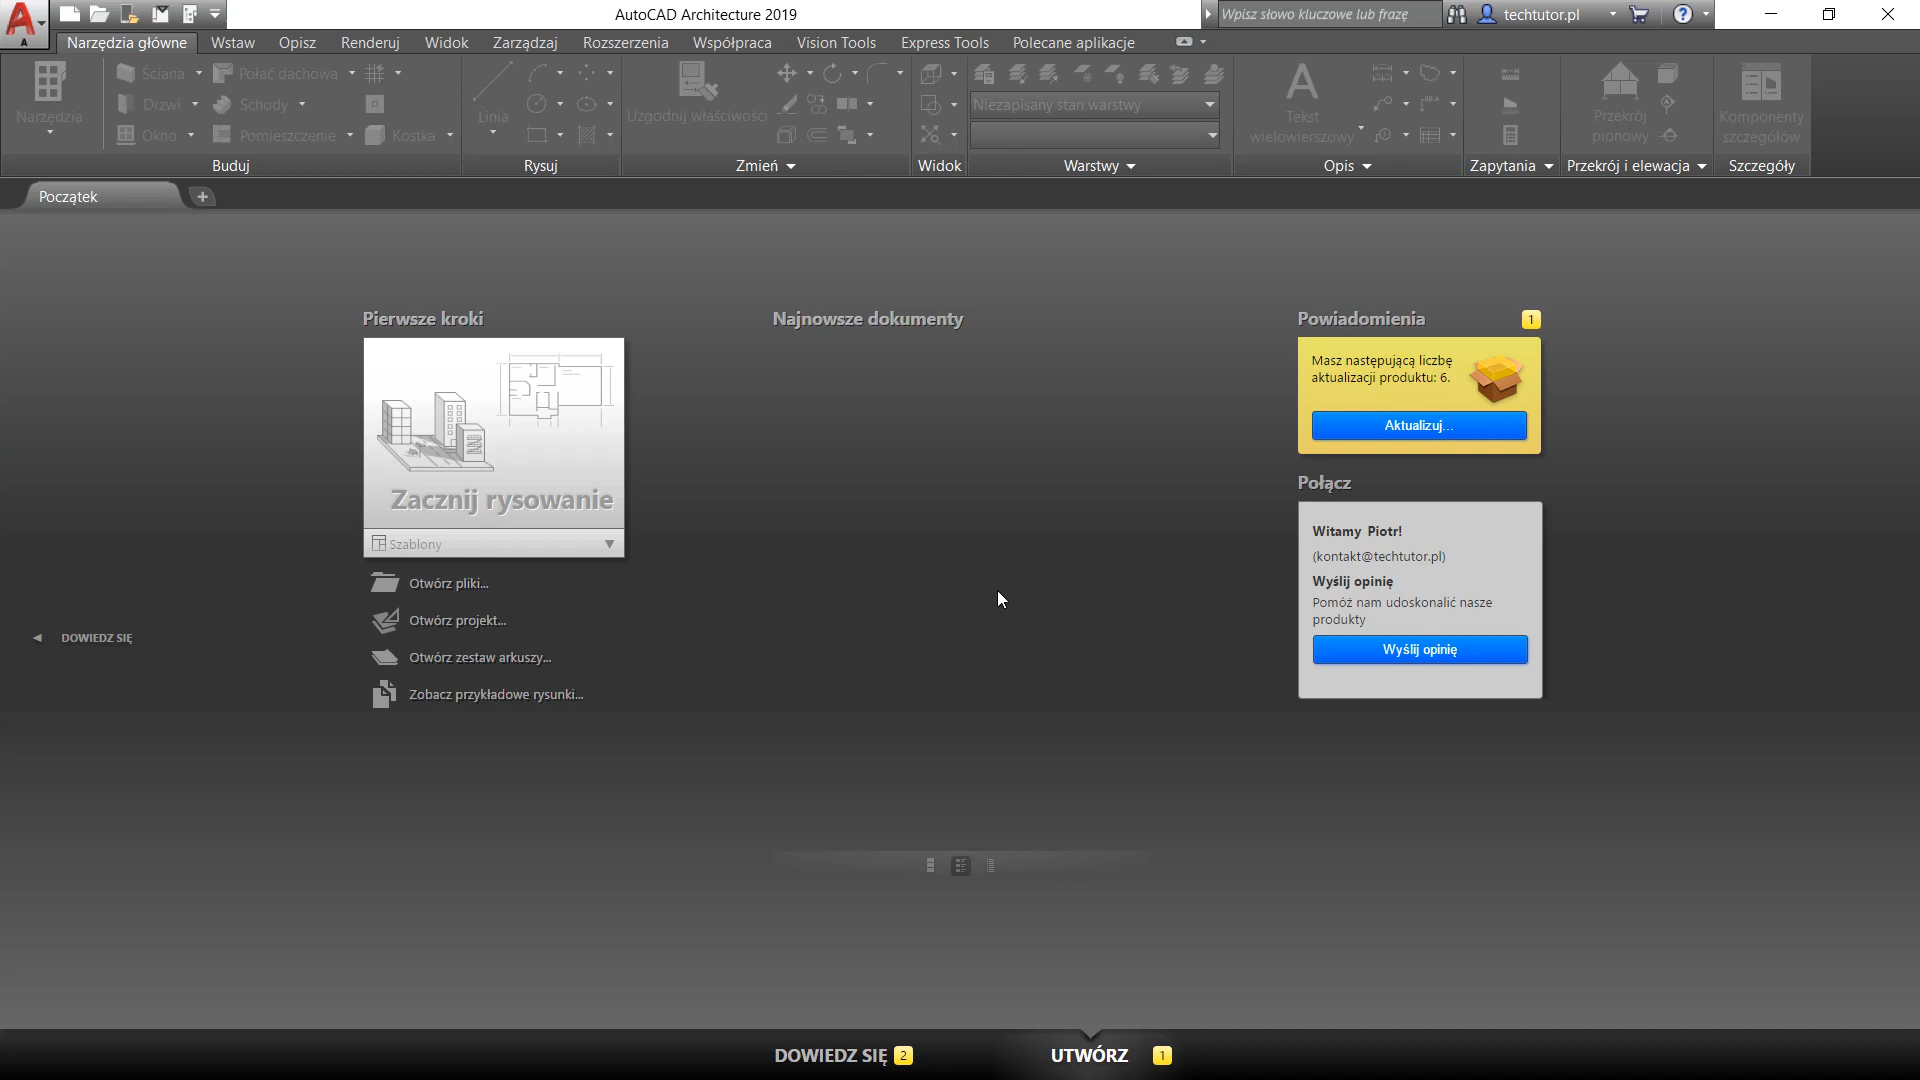 AutoCAD Architecture 2019
Wpisz słowo kluczowe lub frazę
techtutor.pl
Narzędzia główne Wstaw Opisz Renderuj Widok Zarządzaj Rozszerzenia Współpraca Vision Tools Express Tools Polecane aplikacje
Narzędzia
Ściana Połać dachowa
Drzwi Schody
Okno Pomieszczenie Kostka
Linia
Uzgodnij właściwości
Niezapisany stan warstwy
Tekst
wielowierszowy
Przekrój
pionowy
Komponenty
szczegółów
Buduj Rysuj Zmień Widok Warstwy Opis Zapytania Przekrój i elewacja Szczegóły
Początek
Pierwsze kroki
Zacznij rysowanie
Szablony
Otwórz pliki...
Otwórz projekt...
Otwórz zestaw arkuszy...
Zobacz przykładowe rysunki...
Najnowsze dokumenty
Powiadomienia 1
Masz następującą liczbę
aktualizacji produktu: 6.
Aktualizuj...
Połącz
Witamy Piotr!
(kontakt@techtutor.pl)
Wyślij opinię
Pomóż nam udoskonalić nasze
produkty
Wyślij opinię
DOWIEDZ SIĘ
DOWIEDZ SIĘ 2 UTWÓRZ 1